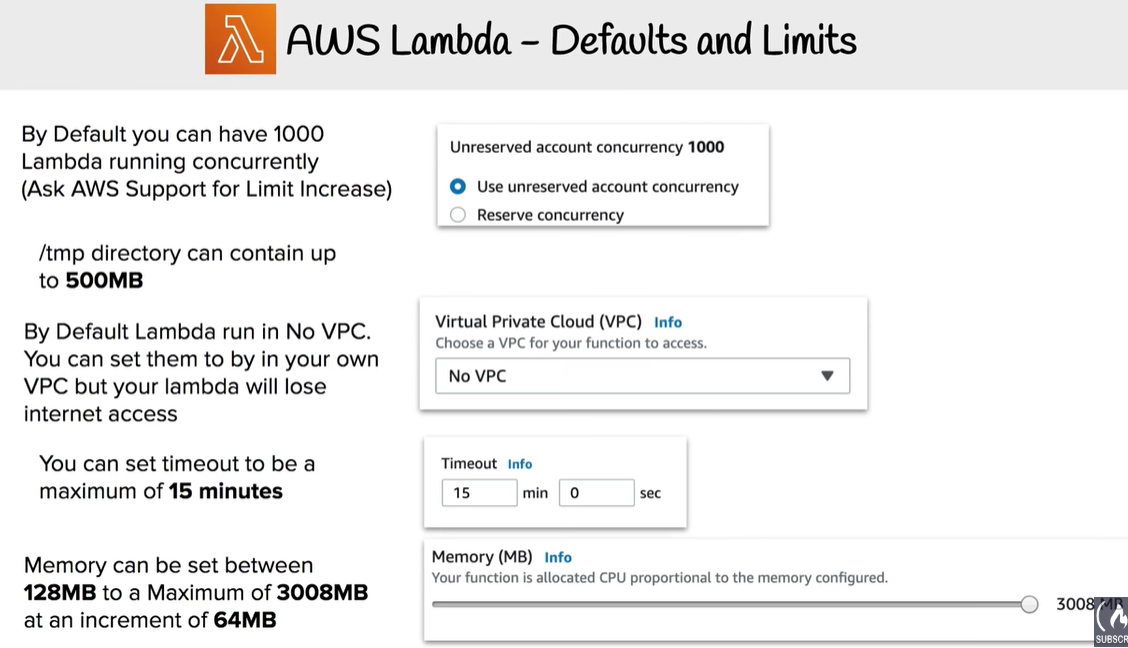 AWS Lambda – Defaults and Limits
By Default you can have 1000
Lambda running concurrently
(Ask AWS Support for Limit Increase)
Unreserved account concurrency 1000
Use unreserved account concurrency
Reserve concurrency
/tmp directory can contain up
to 500MB
By Default Lambda run in No VPC.
You can set them to by in your own
VPC but your lambda will lose
internet access
Virtual Private Cloud (VPC) Info
Choose a VPC for your function to access.
No VPC
You can set timeout to be a
maximum of 15 minutes
Timeout Info
15 min 0 sec
Memory can be set between
128MB to a Maximum of 3008MB
at an increment of 64MB
Memory (MB) Info
Your function is allocated CPU proportional to the memory configured.
3008 MB
SUBSCR